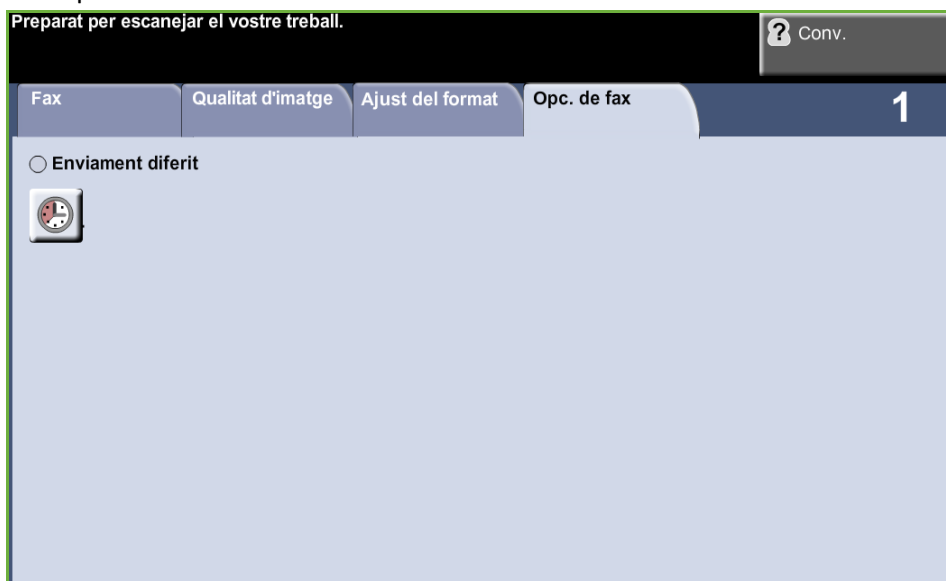 Preparat per escanejar el vostre treball.
? Conv.
Fax
Qualitat d'imatge
Ajust del format
Opc. de fax
1
Enviament diferit